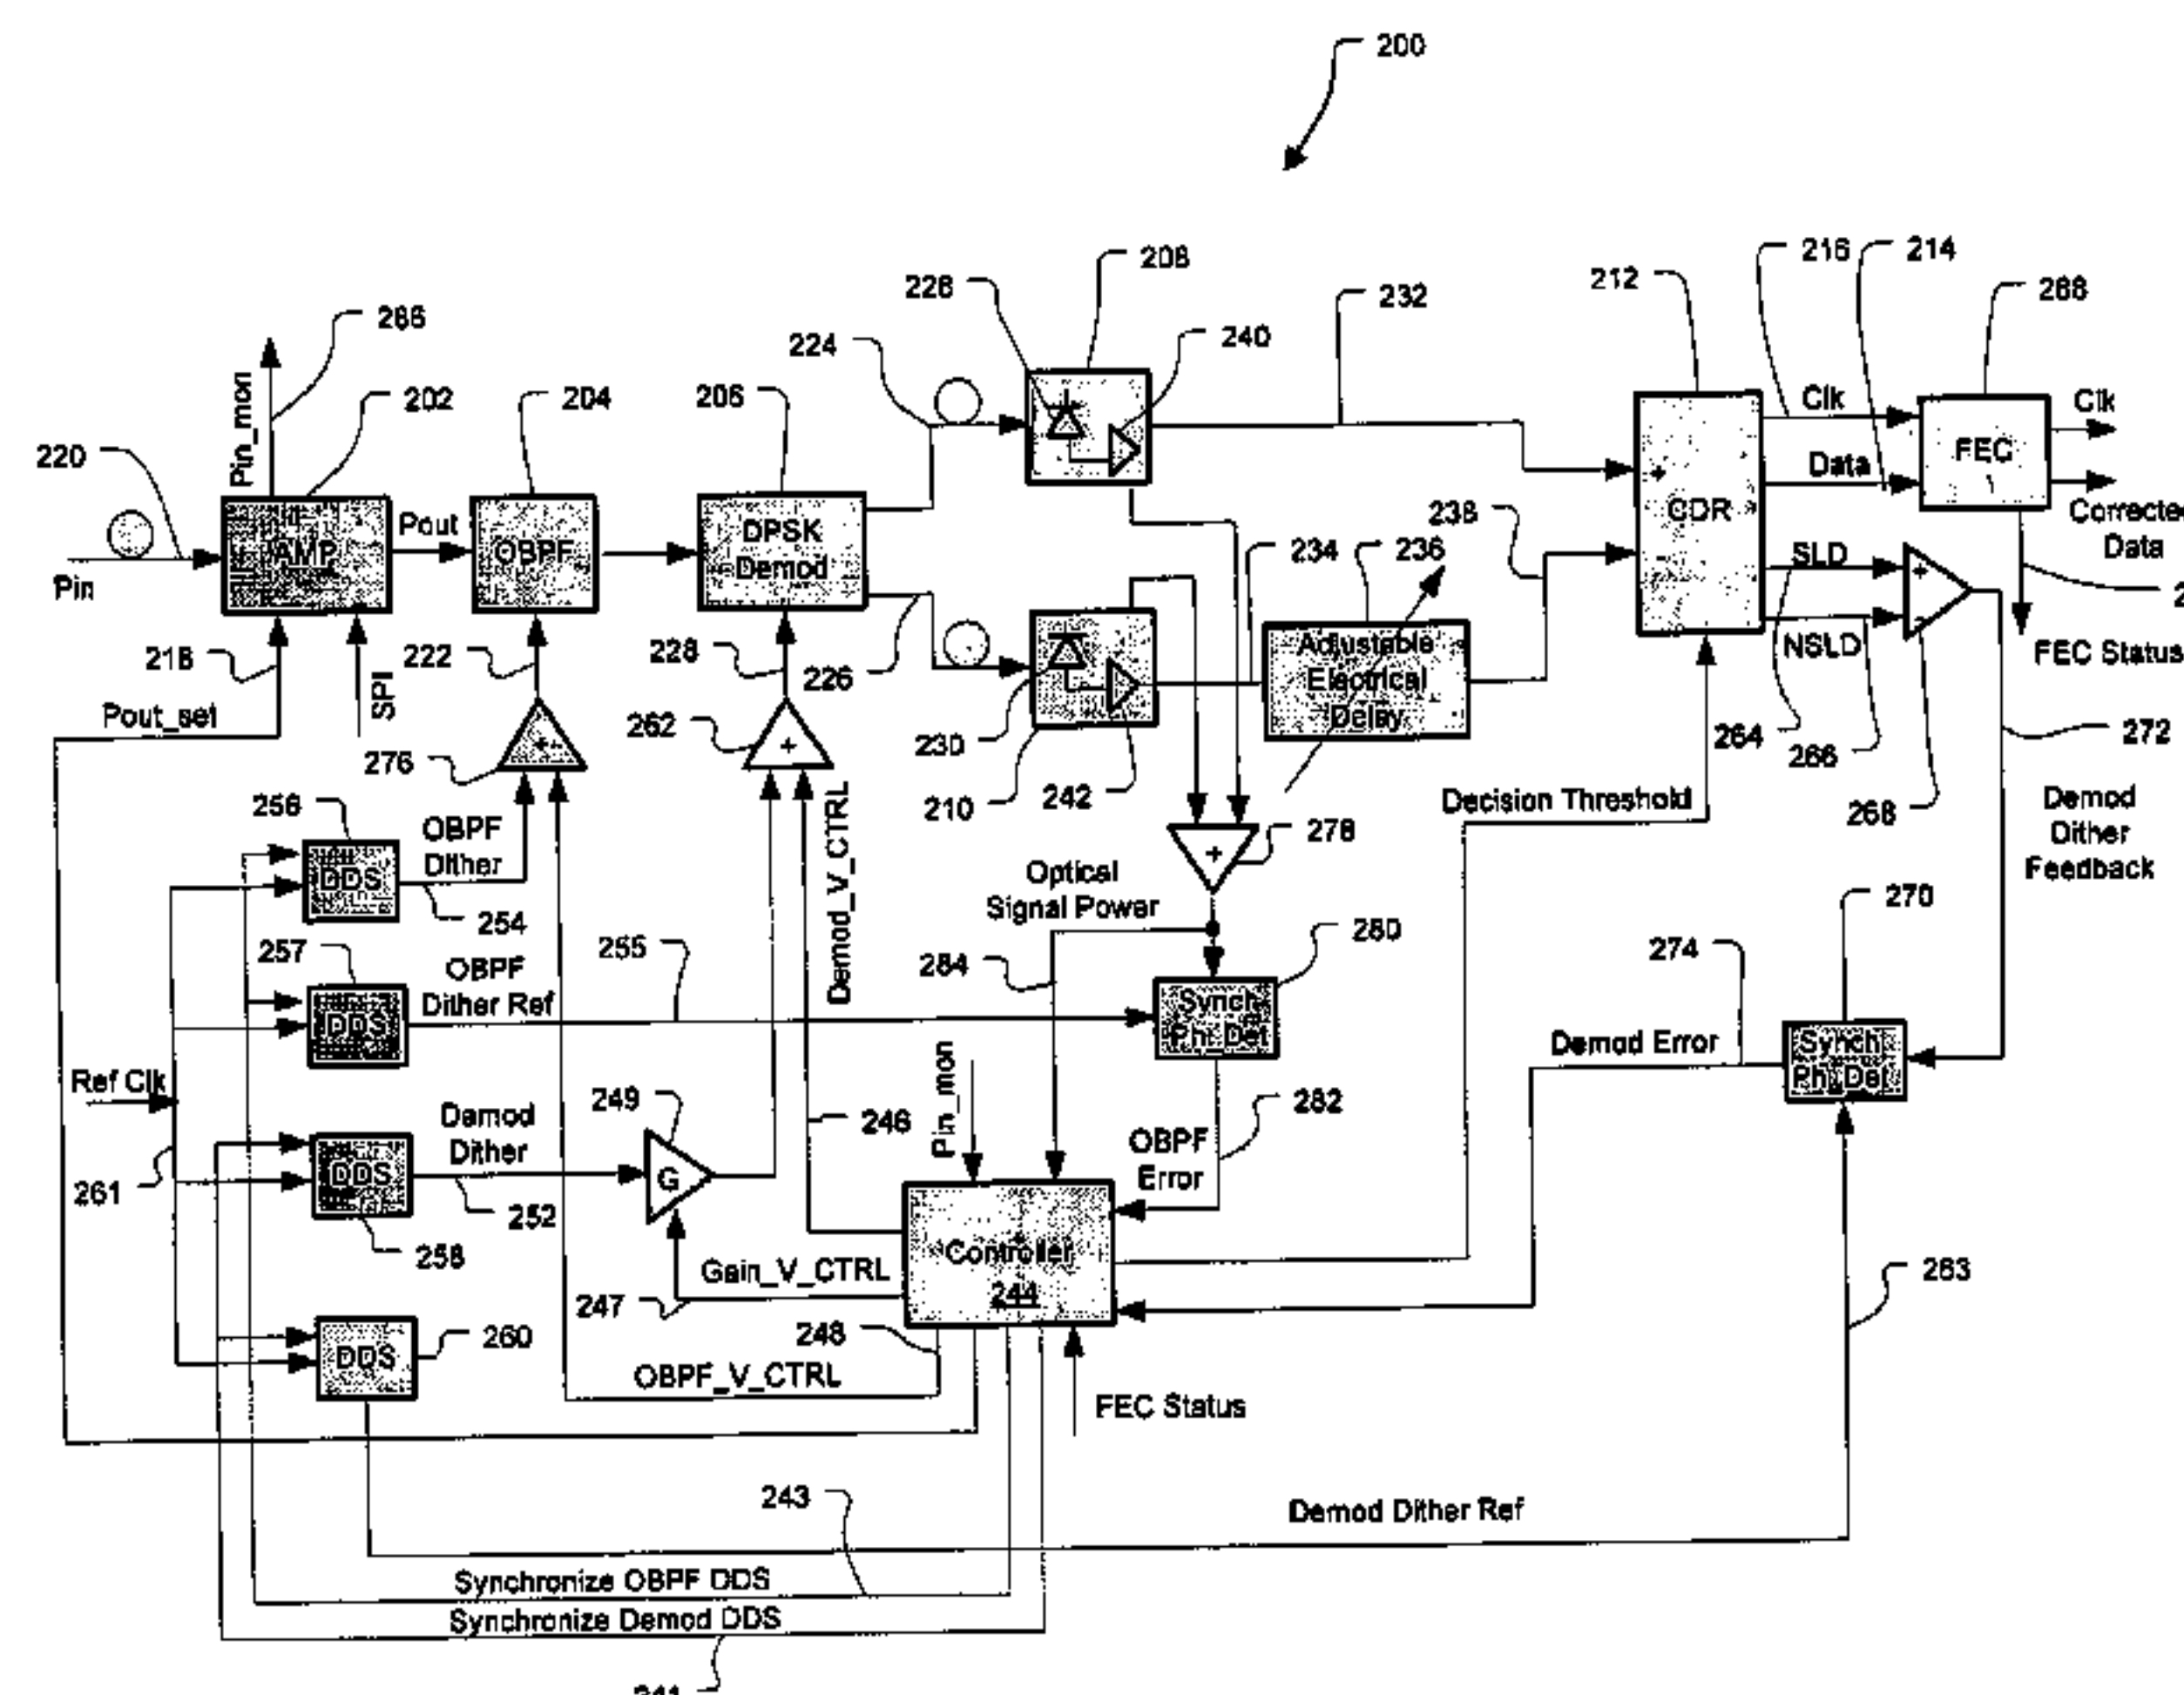 200
208
228
232
212
216
214
268
286
224
240
202
204
206
Clk
Clk
FEC
Data
220
Pin_mon
238
Corrected
Data
AMP
Pout
OBPF
DPSK
Demod
234
236
CDR
SLD
Pin
218
SPI
222
228
226
Adjustable
Electrical
Delay
NSLD
FEC Status
Pout_set
276
+
262
+
230
210
242
264
266
272
Decision Threshold
268
256
OBPF
Dither
Demod_V_CTRL
+
278
Demod
Dither
Feedback
DDS
254
Optical
Signal Power
270
257
OBPF
Dither Ref
255
284
280
274
DDS
Synch
Ph. Det
Demod Error
Synch
Ph. Det
Ref Clk
249
246
Pin_mon
282
Demod
Dither
OBPF
Error
261
DDS
G
252
258
Gain_V_CTRL
Controller
244
263
247
260
248
DDS
OBPF_V_CTRL
FEC Status
243
Demod Dither Ref
Synchronize OBPF DDS
Synchronize Demod DDS